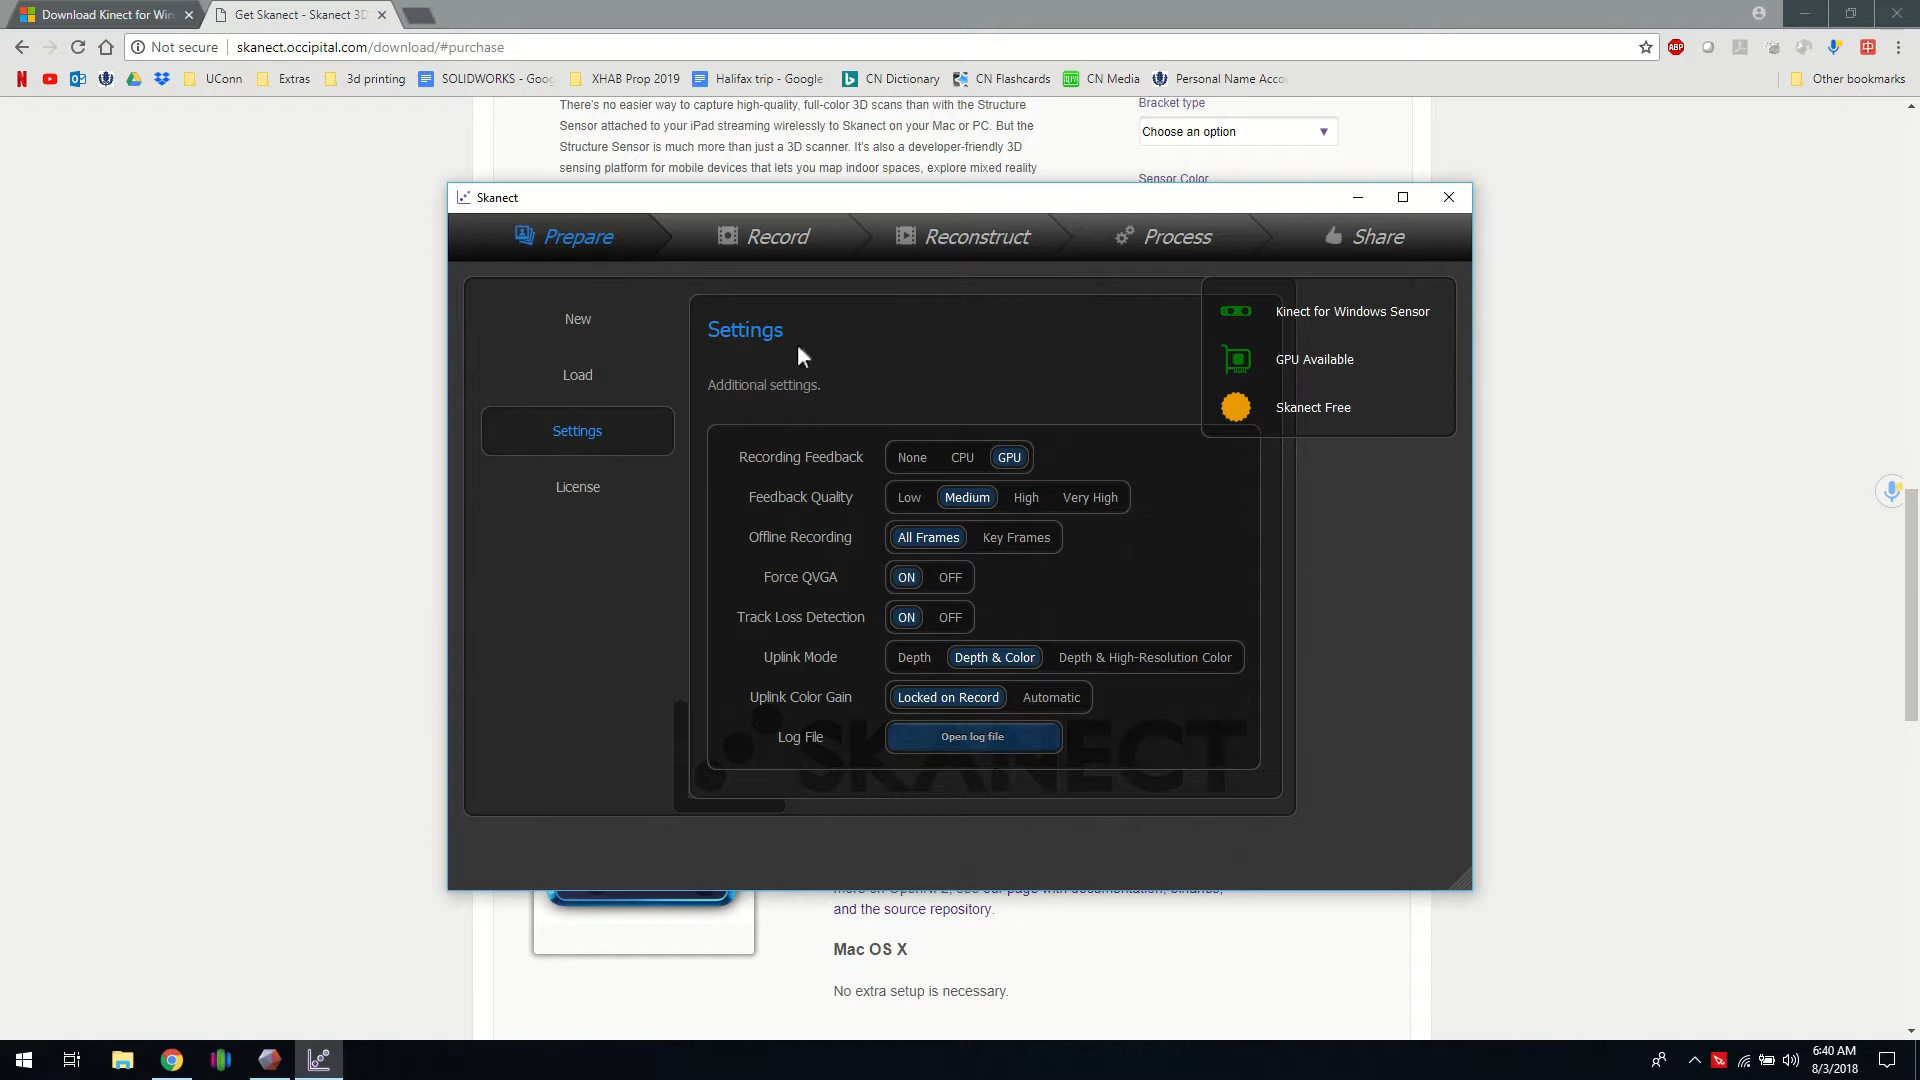 Download Kinect for Win
Get Skanect - Skanect 3D
Not secure
skanect.occipital.com/download/#purchase
ABP
中
UConn
Extras
3d printing
SOLIDWORKS - Goog
XHAB Prop 2019
Halifax trip - Google
CN Dictionary
CN Flashcards
CN Media
Personal Name Acco
Other bookmarks
There's no easier way to capture high-quality, full-color 3D scans than with the Structure
Sensor attached to your iPad streaming wirelessly to Skanect on your Mac or PC. But the
Structure Sensor is much more than just a 3D scanner. It's also a developer-friendly 3D
sensing platform for mobile devices that lets you map indoor spaces, explore mixed reality
Bracket type
Choose an option
Sensor Color
Skanect
Prepare
Record
Reconstruct
Process
Share
New
Load
Settings
License
Settings
Additional settings.
Kinect for Windows Sensor
GPU Available
Skanect Free
Recording Feedback None CPU GPU
Feedback Quality Low Medium High Very High
Offline Recording All Frames Key Frames
Force QVGA ON OFF
Track Loss Detection ON OFF
Uplink Mode Depth Depth & Color Depth & High-Resolution Color
Uplink Color Gain Locked on Record Automatic
Log File Open log file
SKANECT
and the source repository.
Mac OS X
No extra setup is necessary.
6:40 AM
8/3/2018